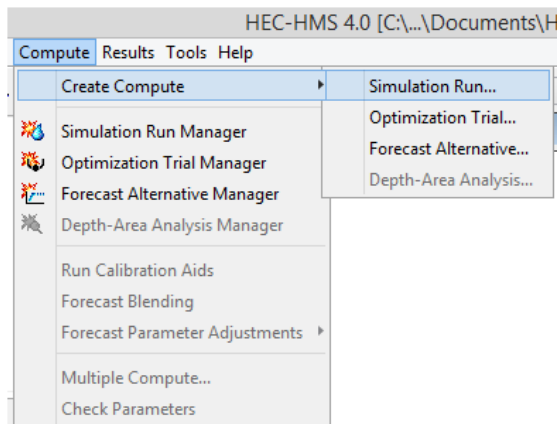 HEC-HMS 4.0 [C:\...\Documents\H
Compute Results Tools Help
Create Compute
Simulation Run...
Optimization Trial...
Forecast Alternative...
Depth-Area Analysis...
Simulation Run Manager
Optimization Trial Manager
Forecast Alternative Manager
Depth-Area Analysis Manager
Run Calibration Aids
Forecast Blending
Forecast Parameter Adjustments
Multiple Compute...
Check Parameters